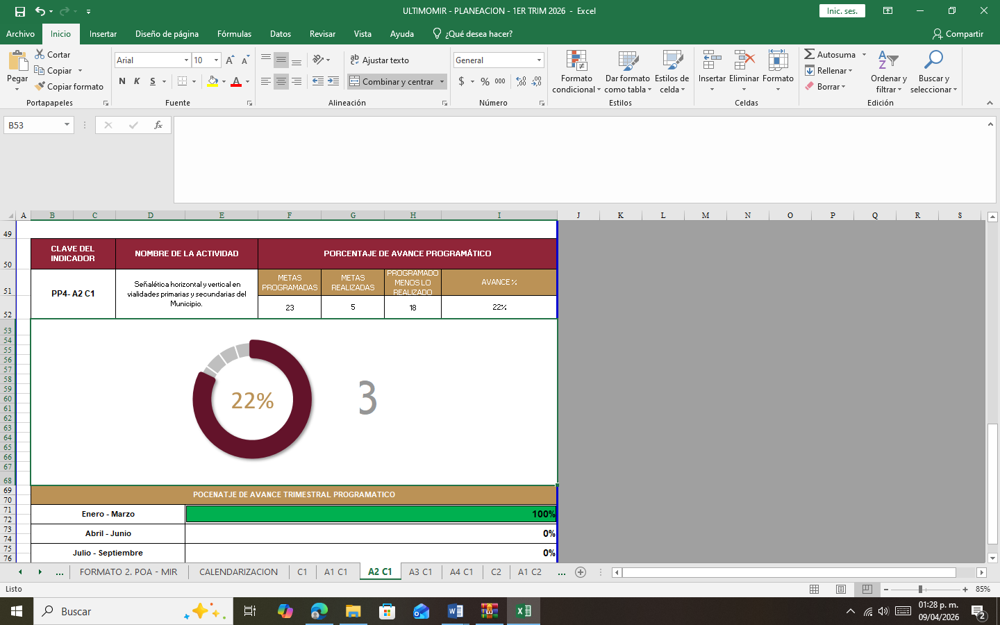 ULTIMOMIR - PLANEACION - 1ER TRIM 2026 - Excel
Inic. ses.
Archivo Inicio Insertar Diseño de página Fórmulas Datos Revisar Vista Ayuda ¿Qué desea hacer? Compartir
Pegar
Cortar
Copiar
Copiar formato
Portapapeles
Arial 10
N K S
Fuente
Ajustar texto
Combinar y centrar
Alineación
General
$ % 000
Número
Formato condicional
Dar formato como tabla
Estilos de celda
Estilos
Insertar Eliminar Formato
Celdas
Autosuma
Rellenar
Borrar
Ordenar y filtrar
Buscar y seleccionar
Edición
B53
fx
A B C D E F G H I J K L M N O P Q R S
49
50
51
52
53
54
55
56
57
58
59
60
61
62
63
64
65
66
67
68
69
70
71
72
73
74
75
76
CLAVE DEL INDICADOR
NOMBRE DE LA ACTIVIDAD
PORCENTAJE DE AVANCE PROGRAMÁTICO
PP4- A2 C1
Señalética horizontal y vertical en
vialidades primarias y secundarias del
Municipio.
METAS PROGRAMADAS
METAS REALIZADAS
PROGRAMADO MENOS LO REALIZADO
AVANCE %
23 5 18 22%
22%
3
POCENATJE DE AVANCE TRIMESTRAL PROGRAMATICO
Enero - Marzo 100%
Abril - Junio 0%
Julio - Septiembre 0%
... FORMATO 2. POA - MIR CALENDARIZACION C1 A1 C1 A2 C1 A3 C1 A4 C1 C2 A1 C2 ...
Listo
85%
Buscar
01:28 p. m.
09/04/2026
2